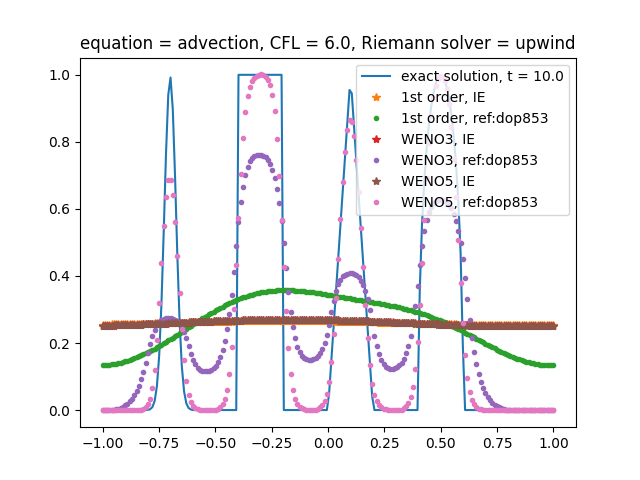 equation = advection, CFL = 6.0, Riemann solver = upwind
exact solution, t = 10.0
1st order, IE
1st order, ref:dop853
WENO3, IE
WENO3, ref:dop853
WENO5, IE
WENO5, ref:dop853
1.0
0.8
0.6
0.4
0.2
0.0
−1.00 −0.75 −0.50 −0.25 0.00 0.25 0.50 0.75 1.00